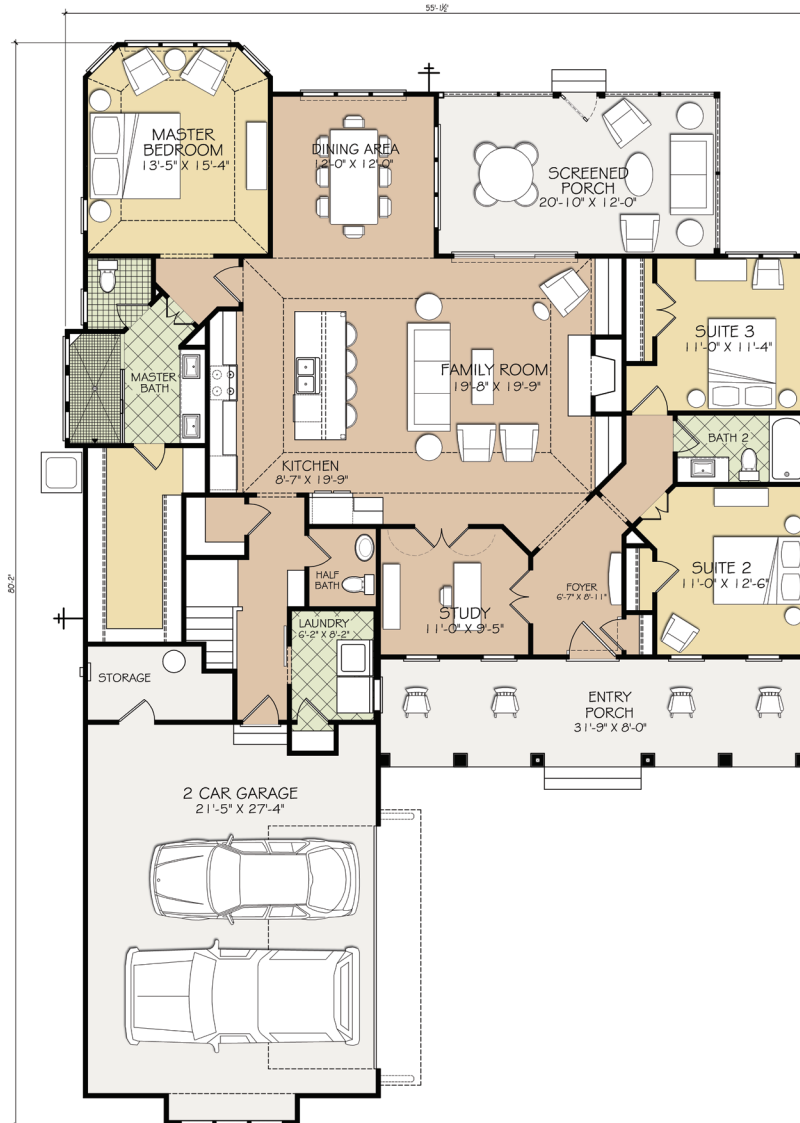 55'-1½"
MASTER
BEDROOM
13'-5" X 15'-4"
DINING AREA
12'-0" X 12'-0"
SCREENED
PORCH
20'-10" X 12'-0"
SUITE 3
11'-0" X 11'-4"
MASTER
BATH
FAMILY ROOM
19'-8" X 19'-9"
BATH 2
KITCHEN
8'-7" X 19'-9"
80'-2"
HALF
BATH
FOYER
6'-7" X 8'-11"
SUITE 2
11'-0" X 12'-6"
STUDY
11'-0" X 9'-5"
LAUNDRY
6'-2" X 8'-2"
STORAGE
ENTRY
PORCH
31'-9" X 8'-0"
2 CAR GARAGE
21'-5" X 27'-4"